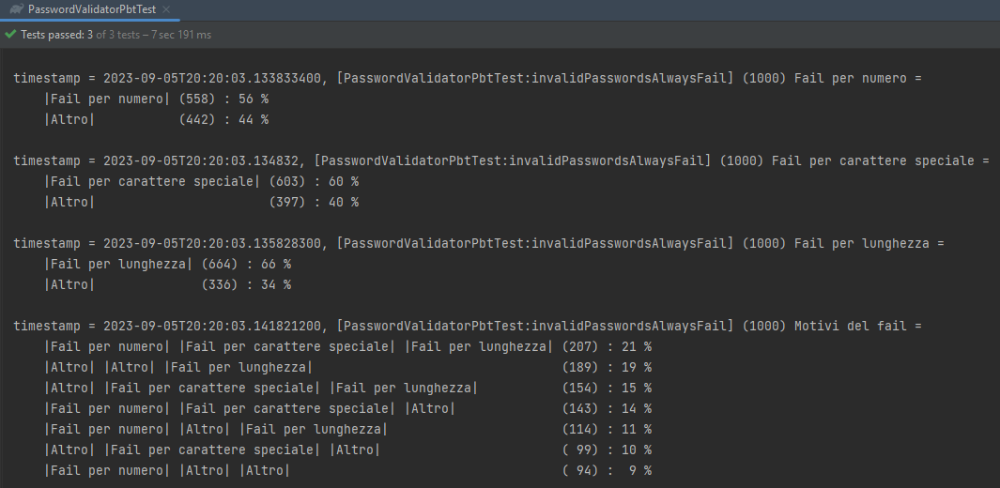 PasswordValidatorPbtTest
Tests passed: 3 of 3 tests – 7 sec 191 ms
timestamp = 2023-09-05T20:20:03.133833400, [PasswordValidatorPbtTest:invalidPasswordsAlwaysFail] (1000) Fail per numero =
|Fail per numero| (558) : 56 %
|Altro| (442) : 44 %
timestamp = 2023-09-05T20:20:03.134832, [PasswordValidatorPbtTest:invalidPasswordsAlwaysFail] (1000) Fail per carattere speciale =
|Fail per carattere speciale| (603) : 60 %
|Altro| (397) : 40 %
timestamp = 2023-09-05T20:20:03.135828300, [PasswordValidatorPbtTest:invalidPasswordsAlwaysFail] (1000) Fail per lunghezza =
|Fail per lunghezza| (664) : 66 %
|Altro| (336) : 34 %
timestamp = 2023-09-05T20:20:03.141821200, [PasswordValidatorPbtTest:invalidPasswordsAlwaysFail] (1000) Motivi del fail =
|Fail per numero| |Fail per carattere speciale| |Fail per lunghezza| (207) : 21 %
|Altro| |Altro| |Fail per lunghezza| (189) : 19 %
|Altro| |Fail per carattere speciale| |Fail per lunghezza| (154) : 15 %
|Fail per numero| |Fail per carattere speciale| |Altro| (143) : 14 %
|Fail per numero| |Altro| |Fail per lunghezza| (114) : 11 %
|Altro| |Fail per carattere speciale| |Altro| ( 99) : 10 %
|Fail per numero| |Altro| |Altro| ( 94) :  9 %